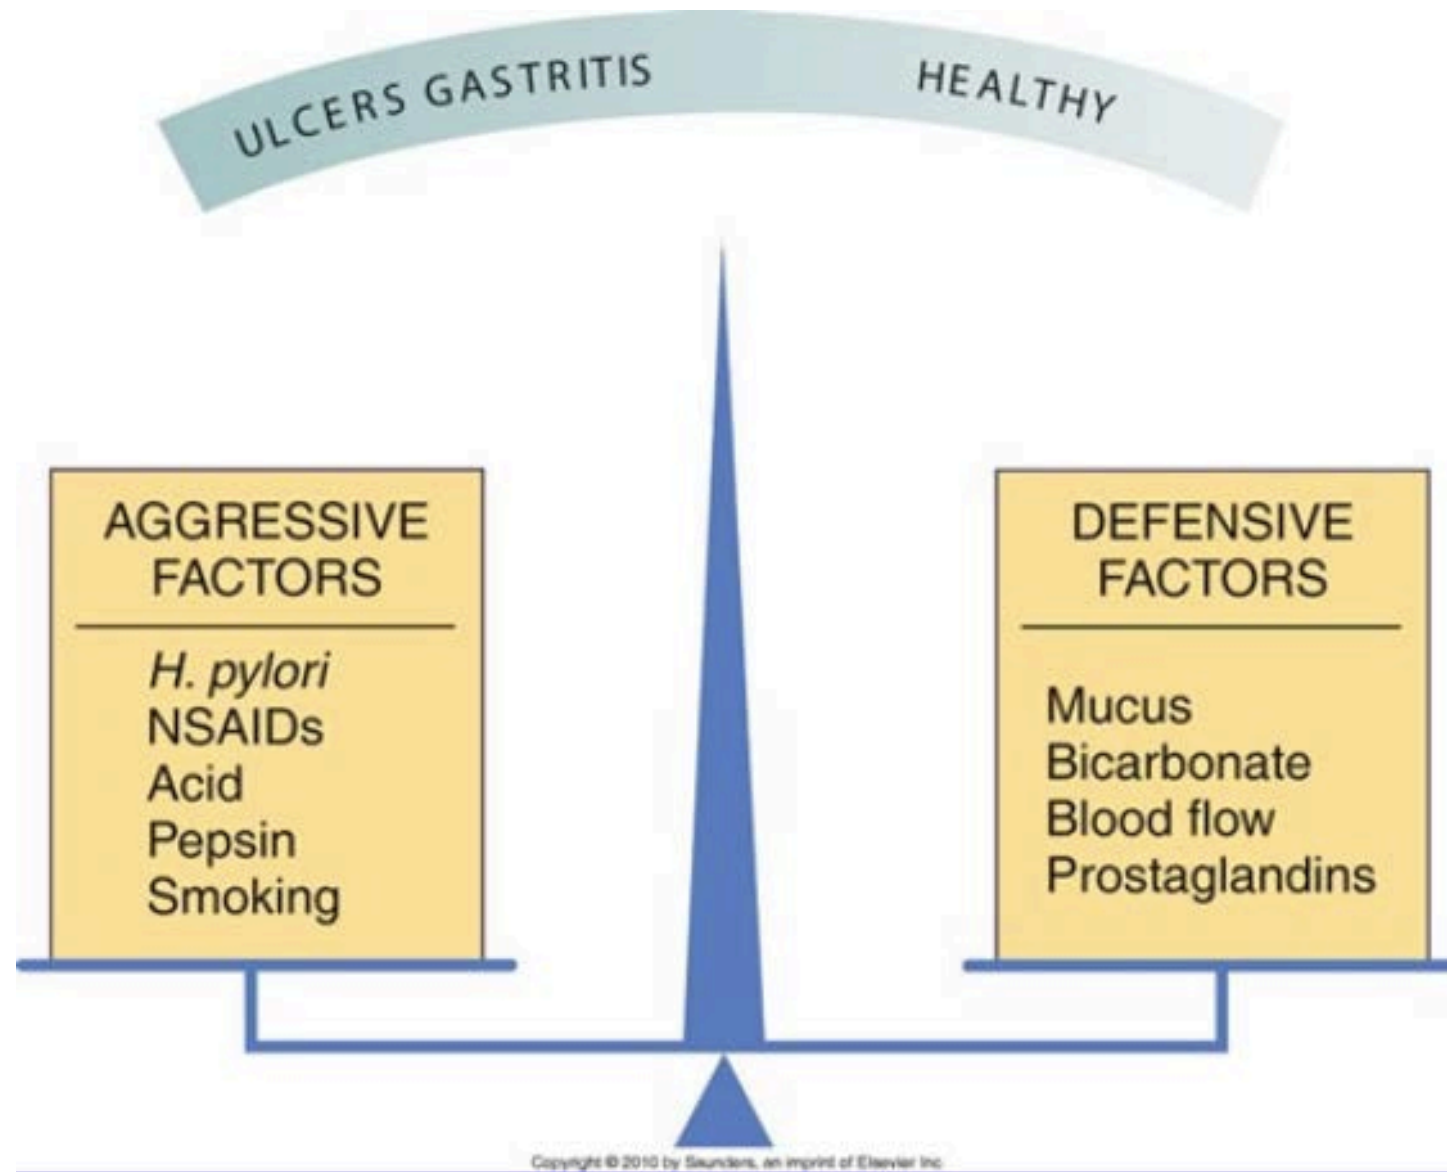 ULCERS GASTRITIS HEALTHY
AGGRESSIVE
FACTORS
H. pylori
NSAIDs
Acid
Pepsin
Smoking
DEFENSIVE
FACTORS
Mucus
Bicarbonate
Blood flow
Prostaglandins
Copyright © 2010 by Saunders, an imprint of Elsevier Inc